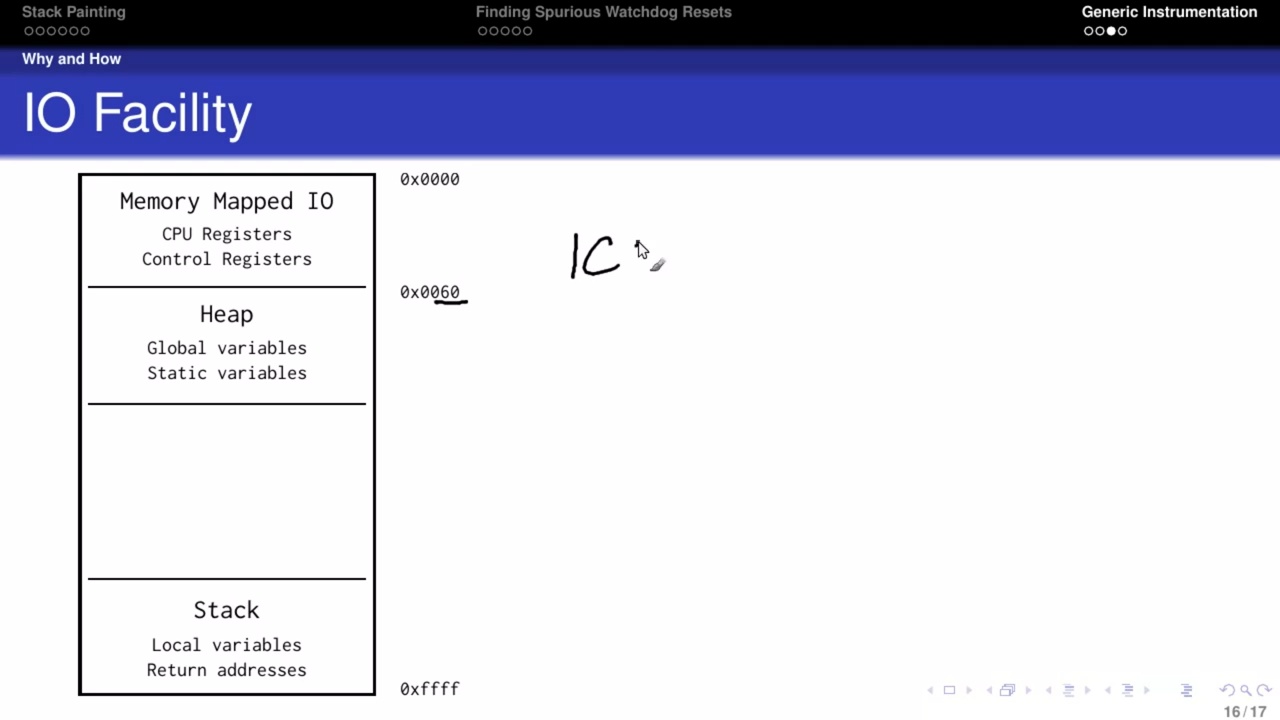 Stack Painting
Finding Spurious Watchdog Resets
Generic Instrumentation
Why and How
IO Facility
Memory Mapped IO
CPU Registers
Control Registers
0x0000
IC
0x0060
Heap
Global variables
Static variables
Stack
Local variables
Return addresses
0xffff
16/17